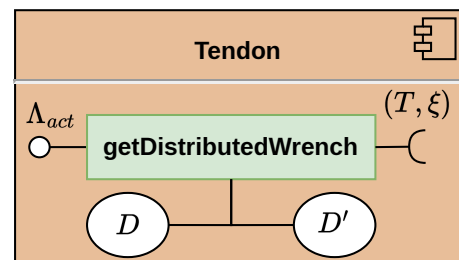 Tendon
Λ_act
(T, ξ)
getDistributedWrench
D
D′